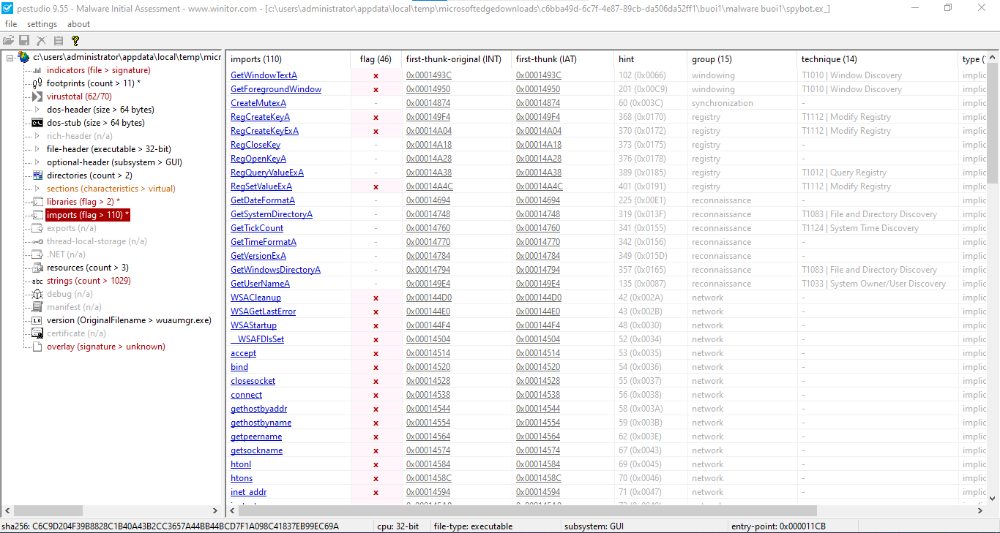 pestudio 9.55 - Malware Initial Assessment - www.winitor.com - [c:\users\administrator\appdata\local\temp\microsoftedgedownloads\c6bba49d-6c7f-4e87-89cb-da506da52ff1\buoi1\malware buoi1\spybot.ex_]
file settings about
c:\users\administrator\appdata\local\temp\micr
indicators (file > signature)
footprints (count > 11) *
virustotal (62/70)
dos-header (size > 64 bytes)
dos-stub (size > 64 bytes)
rich-header (n/a)
file-header (executable > 32-bit)
optional-header (subsystem > GUI)
directories (count > 2)
sections (characteristics > virtual)
libraries (flag > 2) *
imports (flag > 110) *
exports (n/a)
thread-local-storage (n/a)
.NET (n/a)
resources (count > 3)
abc strings (count > 1029)
debug (n/a)
manifest (n/a)
1.0 version (OriginalFilename > wuaumgr.exe)
certificate (n/a)
overlay (signature > unknown)
imports (110) flag (46) first-thunk-original (INT) first-thunk (IAT) hint group (15) technique (14) type (
GetWindowTextA x 0x0001493C 0x0001493C 102 (0x0066) windowing T1010 | Window Discovery implic
GetForegroundWindow x 0x00014950 0x00014950 201 (0x00C9) windowing T1010 | Window Discovery implic
CreateMutexA - 0x00014874 0x00014874 60 (0x003C) synchronization - implic
RegCreateKeyA x 0x000149F4 0x000149F4 368 (0x0170) registry T1112 | Modify Registry implic
RegCreateKeyExA x 0x00014A04 0x00014A04 370 (0x0172) registry T1112 | Modify Registry implic
RegCloseKey - 0x00014A18 0x00014A18 373 (0x0175) registry - implic
RegOpenKeyA - 0x00014A28 0x00014A28 376 (0x0178) registry - implic
RegQueryValueExA - 0x00014A38 0x00014A38 389 (0x0185) registry T1012 | Query Registry implic
RegSetValueExA x 0x00014A4C 0x00014A4C 401 (0x0191) registry T1112 | Modify Registry implic
GetDateFormatA - 0x00014694 0x00014694 225 (0x00E1) reconnaissance - implic
GetSystemDirectoryA - 0x00014748 0x00014748 319 (0x013F) reconnaissance T1083 | File and Directory Discovery implic
GetTickCount - 0x00014760 0x00014760 341 (0x0155) reconnaissance T1124 | System Time Discovery implic
GetTimeFormatA - 0x00014770 0x00014770 342 (0x0156) reconnaissance - implic
GetVersionExA - 0x00014784 0x00014784 349 (0x015D) reconnaissance - implic
GetWindowsDirectoryA - 0x00014794 0x00014794 357 (0x0165) reconnaissance T1083 | File and Directory Discovery implic
GetUserNameA - 0x000149E4 0x000149E4 135 (0x0087) reconnaissance T1033 | System Owner/User Discovery implic
WSACleanup x 0x000144D0 0x000144D0 42 (0x002A) network - implic
WSAGetLastError x 0x000144E0 0x000144E0 43 (0x002B) network - implic
WSAStartup x 0x000144F4 0x000144F4 48 (0x0030) network - implic
__WSAFDIsSet x 0x00014504 0x00014504 52 (0x0034) network - implic
accept x 0x00014514 0x00014514 53 (0x0035) network - implic
bind x 0x00014520 0x00014520 54 (0x0036) network - implic
closesocket x 0x00014528 0x00014528 55 (0x0037) network - implic
connect x 0x00014538 0x00014538 56 (0x0038) network - implic
gethostbyaddr x 0x00014544 0x00014544 58 (0x003A) network - implic
gethostbyname x 0x00014554 0x00014554 59 (0x003B) network - implic
getpeername x 0x00014564 0x00014564 62 (0x003E) network - implic
getsockname x 0x00014574 0x00014574 67 (0x0043) network - implic
htonl x 0x00014584 0x00014584 69 (0x0045) network - implic
htons x 0x0001458C 0x0001458C 70 (0x0046) network - implic
inet_addr x 0x00014594 0x00014594 71 (0x0047) network - implic
sha256: C6C9D204F39B8828C1B40A43B2CC3657A44BB44BCD7F1A098C41837EB99EC69A cpu: 32-bit file-type: executable subsystem: GUI entry-point: 0x000011CB